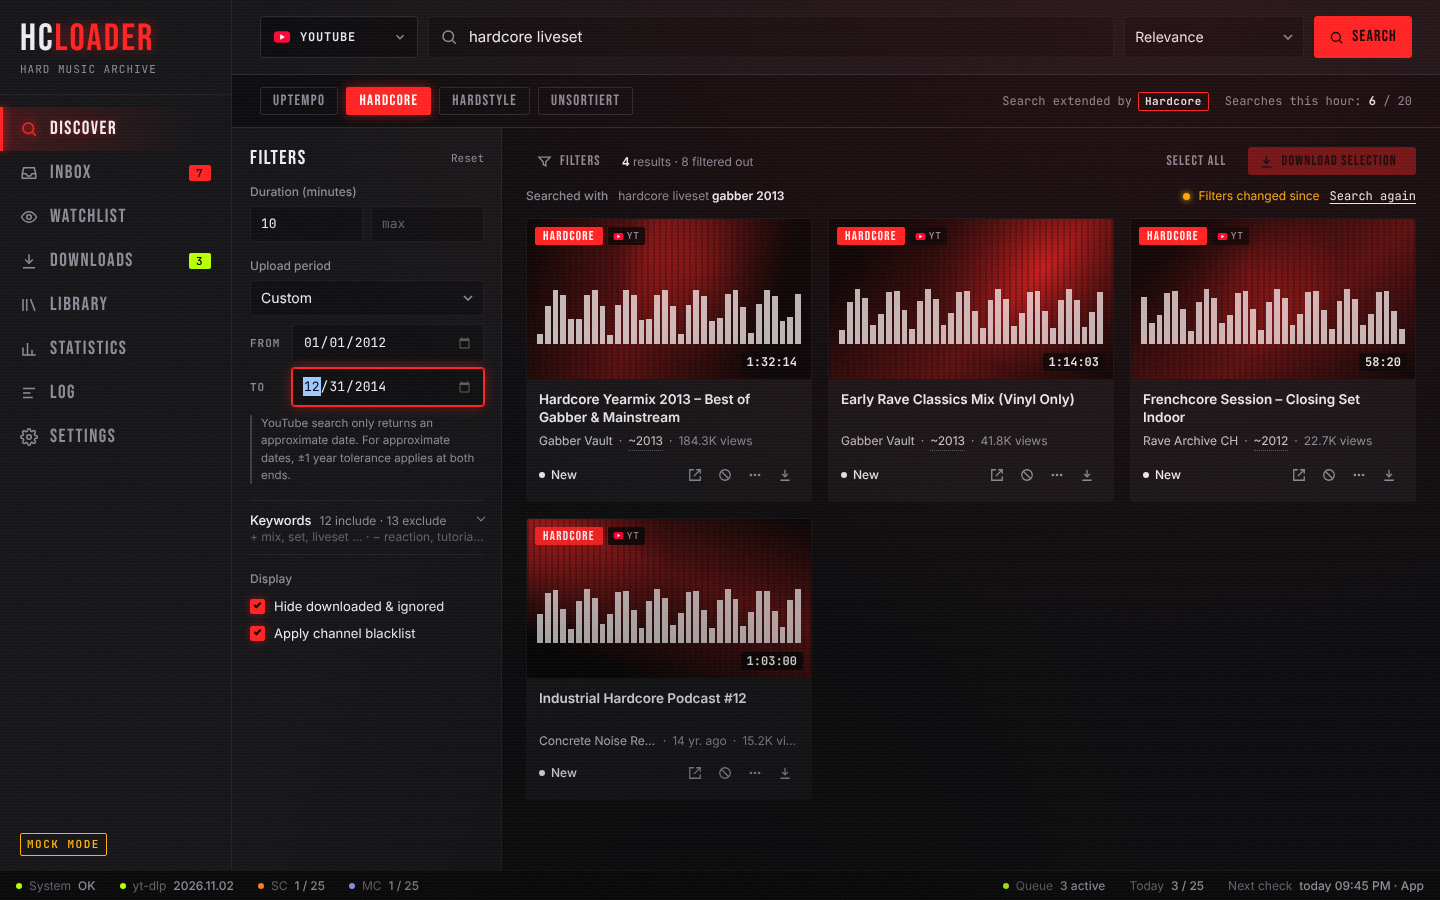 HCLOADER
HARD MUSIC ARCHIVE
DISCOVER
INBOX 7
WATCHLIST
DOWNLOADS 3
LIBRARY
STATISTICS
LOG
SETTINGS
MOCK MODE
YOUTUBE
hardcore liveset
Relevance
SEARCH
UPTEMPO HARDCORE HARDSTYLE UNSORTIERT
Search extended by Hardcore Searches this hour: 6 / 20
FILTERS Reset
Duration (minutes)
10 max
Upload period
Custom
FROM 01/01/2012
TO 12/31/2014
YouTube search only returns an
approximate date. For approximate
dates, ±1 year tolerance applies at both
ends.
Keywords 12 include · 13 exclude
+ mix, set, liveset ... · − reaction, tutoria...
Display
Hide downloaded & ignored
Apply channel blacklist
FILTERS 4 results · 8 filtered out
SELECT ALL DOWNLOAD SELECTION
Searched with hardcore liveset gabber 2013
Filters changed since Search again
HARDCORE YT
1:32:14
Hardcore Yearmix 2013 – Best of
Gabber & Mainstream
Gabber Vault · ~2013 · 184.3K views
New
HARDCORE YT
1:14:03
Early Rave Classics Mix (Vinyl Only)
Gabber Vault · ~2013 · 41.8K views
New
HARDCORE YT
58:20
Frenchcore Session – Closing Set
Indoor
Rave Archive CH · ~2012 · 22.7K views
New
HARDCORE YT
1:03:00
Industrial Hardcore Podcast #12
Concrete Noise Re... · 14 yr. ago · 15.2K vi...
New
System OK yt-dlp 2026.11.02 SC 1 / 25 MC 1 / 25
Queue 3 active Today 3 / 25 Next check today 09:45 PM · App